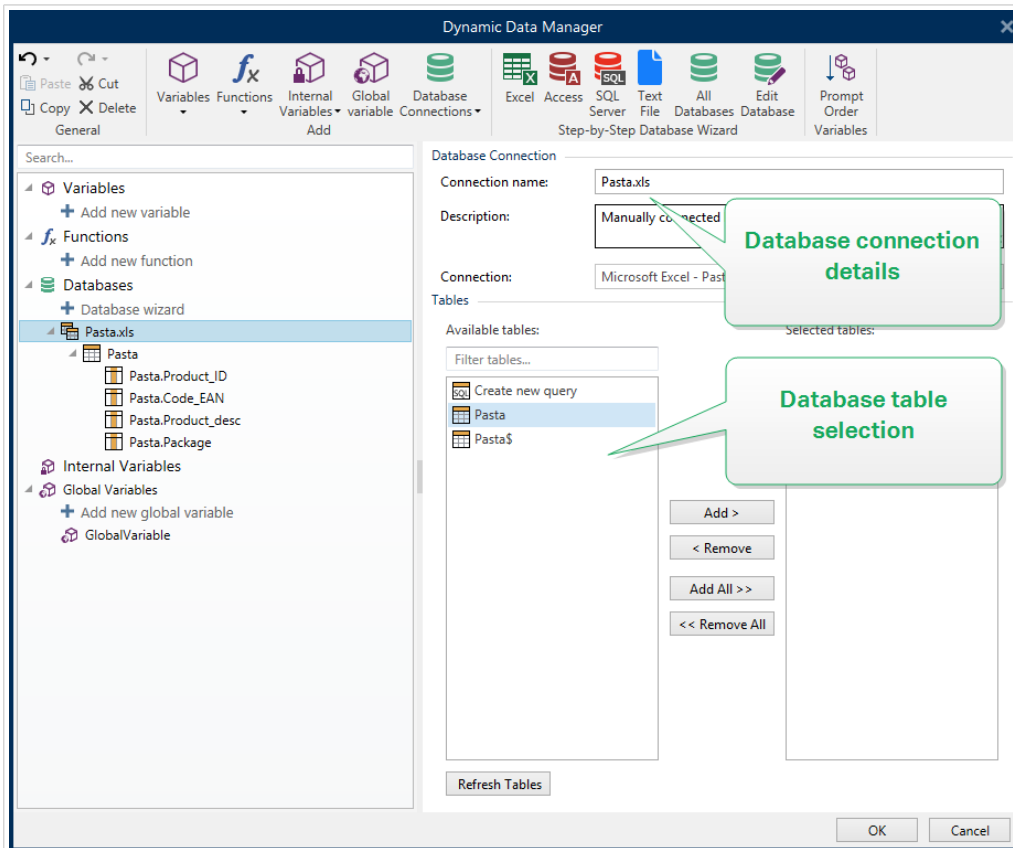 Dynamic Data Manager
Paste Cut
Copy Delete
General
Variables Functions Internal Variables Global variable Database Connections
Add
Excel Access SQL Server Text File All Databases Edit Database
Step-by-Step Database Wizard
Prompt Order
Variables
Search...
Variables
Add new variable
Functions
Add new function
Databases
Database wizard
Pasta.xls
Pasta
Pasta.Product_ID
Pasta.Code_EAN
Pasta.Product_desc
Pasta.Package
Internal Variables
Global Variables
Add new global variable
GlobalVariable
Database Connection
Connection name: Pasta.xls
Description: Manually connected
Connection: Microsoft Excel - Past
Database connection
details
Tables
Available tables:
Selected tables:
Filter tables...
SQL Create new query
Pasta
Pasta$
Database table
selection
Add >
< Remove
Add All >>
<< Remove All
Refresh Tables
OK Cancel